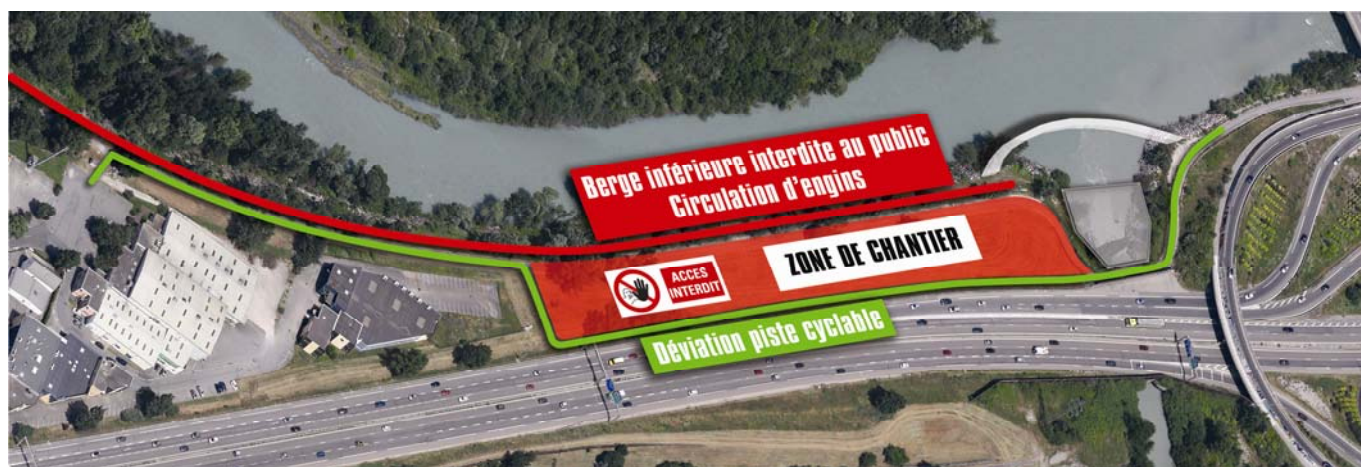 Berge inférieure interdite au public
Circulation d'engins
ZONE DE CHANTIER
ACCES
INTERDIT
Déviation piste cyclable